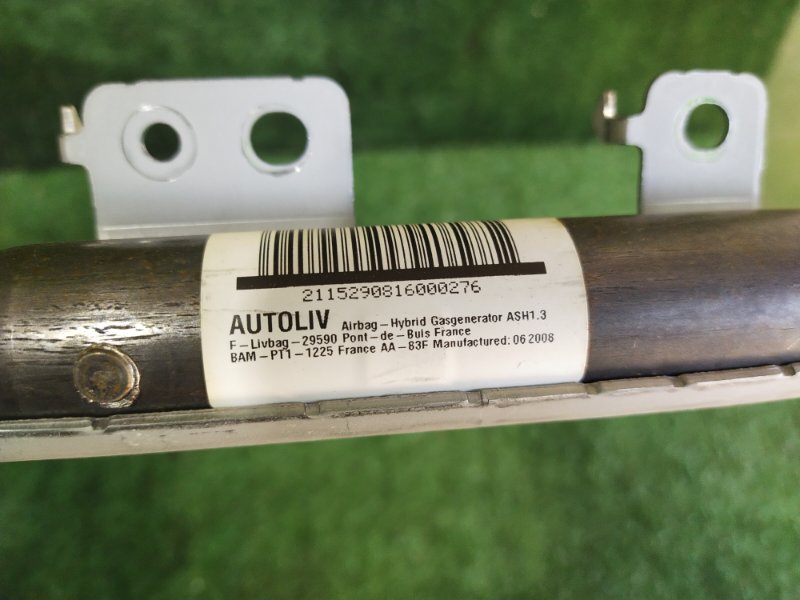 2115290816000276
AUTOLIV Airbag-Hybrid Gasgenerator ASH1.3
F-Livbag-29590 Pont-de-Buis France
BAM-PT1-1225 France AA-83F Manufactured: 06 2008